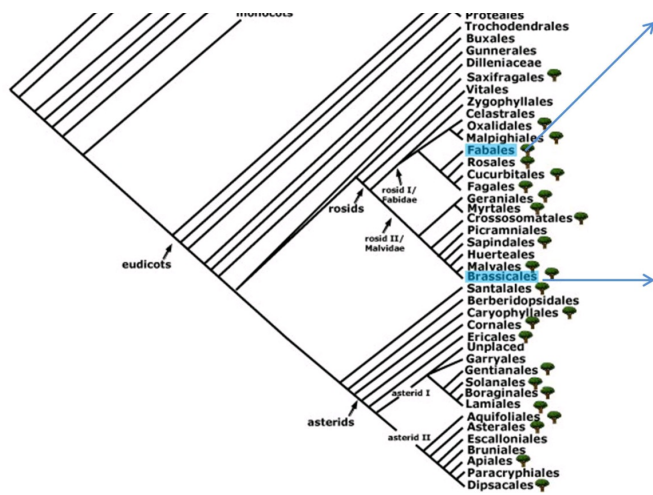 monocots
Proteales
Trochodendrales
Buxales
Gunnerales
Dilleniaceae
Saxifragales
Vitales
Zygophyllales
Celastrales
Oxalidales
Malpighiales
Fabales
Rosales
Cucurbitales
Fagales
rosid I/
Fabidae
Geraniales
rosids
Myrtales
Crossosomatales
Picramniales
rosid II/
Malvidae
Sapindales
Huerteales
eudicots
Malvales
Brassicales
Santalales
Berberidopsidales
Caryophyllales
Cornales
Ericales
Unplaced
Garryales
Gentianales
Solanales
asterid I
Boraginales
Lamiales
asterids
Aquifoliales
Asterales
asterid II
Escalloniales
Bruniales
Apiales
Paracryphiales
Dipsacales